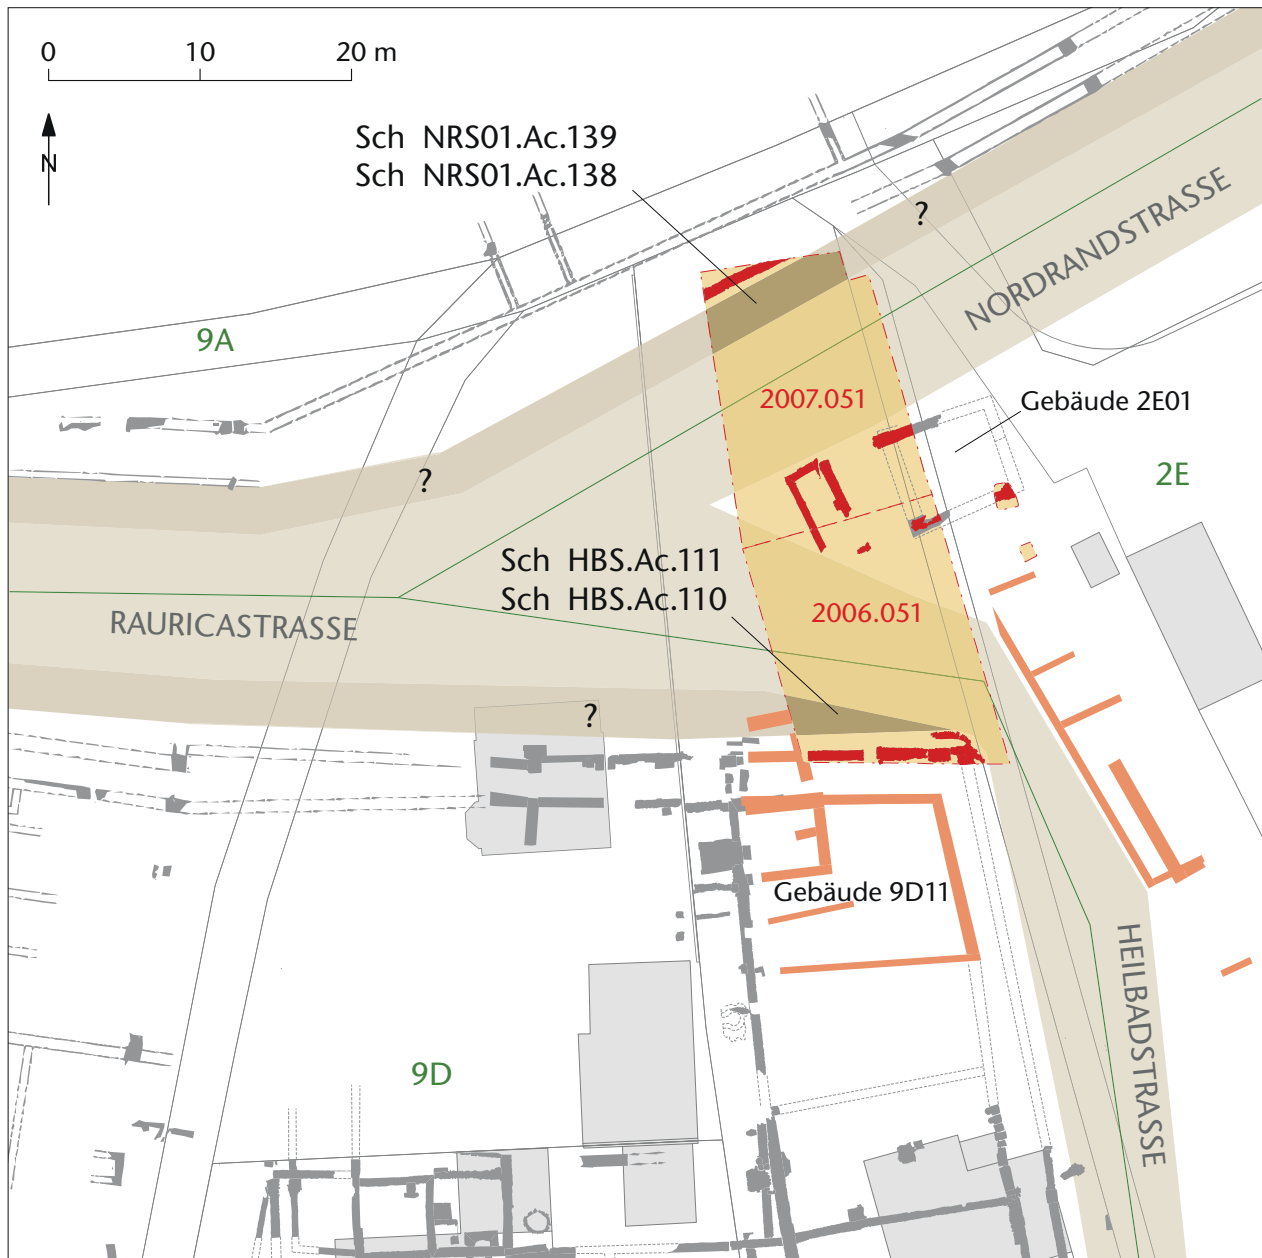 0 10 20 m
N
Sch NRS01.Ac.139
Sch NRS01.Ac.138
?
NORDRANDSTRASSE
9A
2007.051
Gebäude 2E01
2E
?
Sch HBS.Ac.111
Sch HBS.Ac.110
2006.051
RAURICASTRASSE
?
Gebäude 9D11
HEILBADSTRASSE
9D